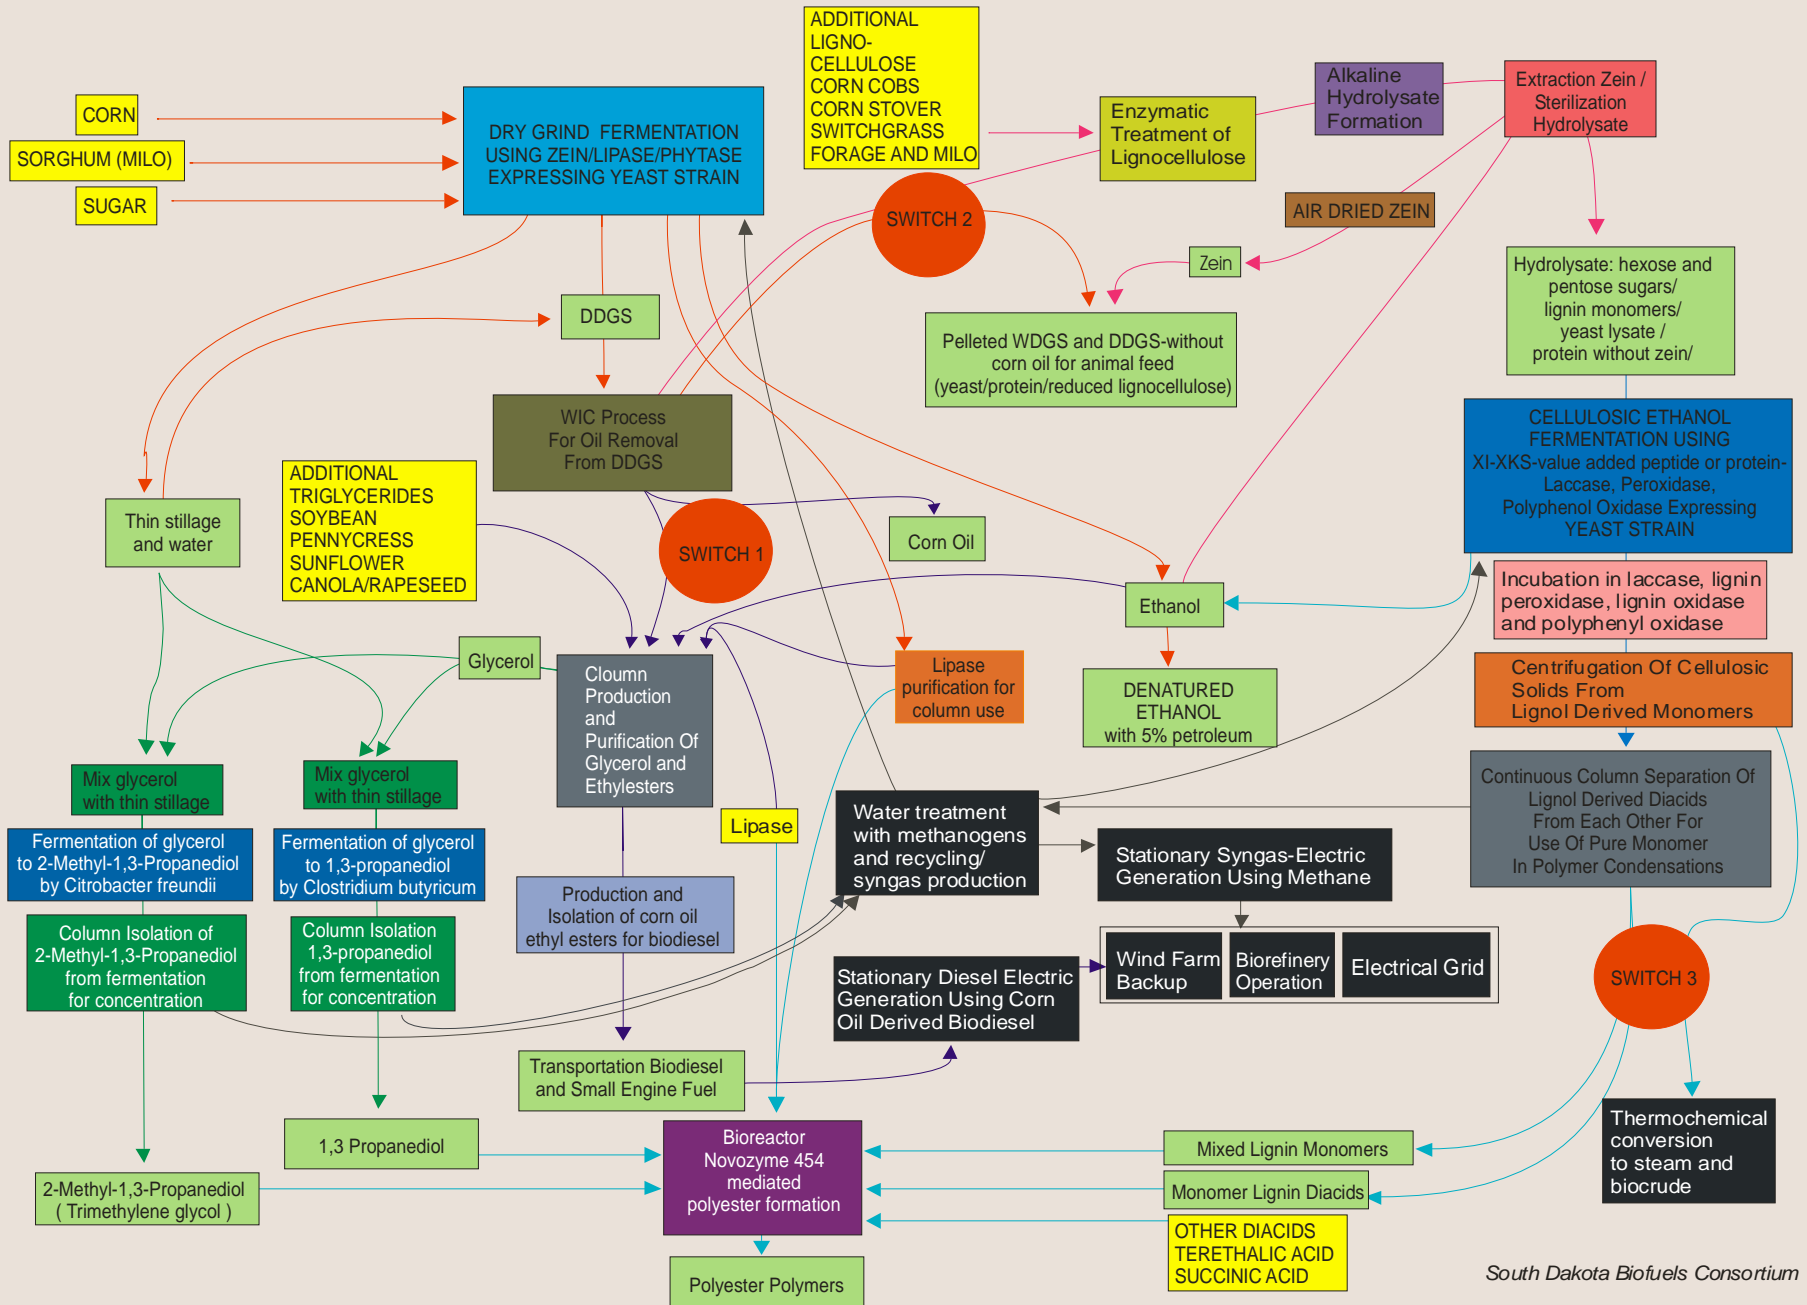 ADDITIONAL
LIGNO-
CELLULOSE
CORN COBS
CORN STOVER
SWITCHGRASS
FORAGE AND MILO
CORN
SORGHUM (MILO)
SUGAR
DRY GRIND FERMENTATION
USING ZEIN/LIPASE/PHYTASE
EXPRESSING YEAST STRAIN
Enzymatic
Treatment of
Lignocellulose
Alkaline
Hydrolysate
Formation
Extraction Zein /
Sterilization
Hydrolysate
SWITCH 2
AIR DRIED ZEIN
Zein
Hydrolysate: hexose and
pentose sugars/
lignin monomers/
yeast lysate /
protein without zein/
DDGS
Pelleted WDGS and DDGS-without
corn oil for animal feed
(yeast/protein/reduced lignocellulose)
WIC Process
For Oil Removal
From DDGS
CELLULOSIC ETHANOL
FERMENTATION USING
XI-XKS-value added peptide or protein-
Laccase, Peroxidase,
Polyphenol Oxidase Expressing
YEAST STRAIN
ADDITIONAL
TRIGLYCERIDES
SOYBEAN
PENNYCRESS
SUNFLOWER
CANOLA/RAPESEED
Thin stillage
and water
SWITCH 1
Corn Oil
Ethanol
Incubation in laccase, lignin
peroxidase, lignin oxidase
and polyphenyl oxidase
Glycerol
Cloumn
Production
and
Purification Of
Glycerol and
Ethylesters
Lipase
purification for
column use
DENATURED
ETHANOL
with 5% petroleum
Centrifugation Of Cellulosic
Solids From
Lignol Derived Monomers
Mix glycerol
with thin stillage
Mix glycerol
with thin stillage
Continuous Column Separation Of
Lignol Derived Diacids
From Each Other For
Use Of Pure Monomer
In Polymer Condensations
Lipase
Water treatment
with methanogens
and recycling/
syngas production
Fermentation of glycerol
to 2-Methyl-1,3-Propanediol
by Citrobacter freundii
Fermentation of glycerol
to 1,3-propanediol
by Clostridium butyricum
Stationary Syngas-Electric
Generation Using Methane
Production and
Isolation of corn oil
ethyl esters for biodiesel
Column Isolation of
2-Methyl-1,3-Propanediol
from fermentation
for concentration
Column Isolation
1,3-propanediol
from fermentation
for concentration
Wind Farm
Backup
Biorefinery
Operation
Electrical Grid
Stationary Diesel Electric
Generation Using Corn
Oil Derived Biodiesel
SWITCH 3
Transportation Biodiesel
and Small Engine Fuel
Thermochemical
conversion
to steam and
biocrude
1,3 Propanediol
Bioreactor
Novozyme 454
mediated
polyester formation
Mixed Lignin Monomers
Monomer Lignin Diacids
2-Methyl-1,3-Propanediol
( Trimethylene glycol )
OTHER DIACIDS
TERETHALIC ACID
SUCCINIC ACID
Polyester Polymers
South Dakota Biofuels Consortium